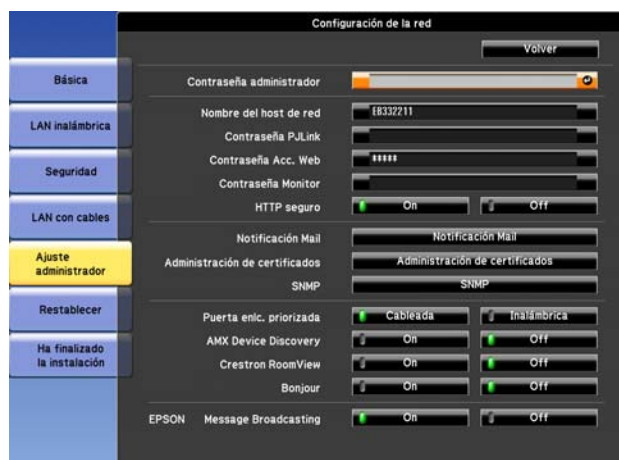 Configuración de la red
Volver
Básica
LAN inalámbrica
Seguridad
LAN con cables
Ajuste
administrador
Restablecer
Ha finalizado
la instalación
Contraseña administrador
Nombre del host de red EB332211
Contraseña PJLink
Contraseña Acc. Web *****
Contraseña Monitor
HTTP seguro On Off
Notificación Mail Notificación Mail
Administración de certificados Administración de certificados
SNMP SNMP
Puerta enlc. priorizada Cableada Inalámbrica
AMX Device Discovery On Off
Crestron RoomView On Off
Bonjour On Off
EPSON Message Broadcasting On Off